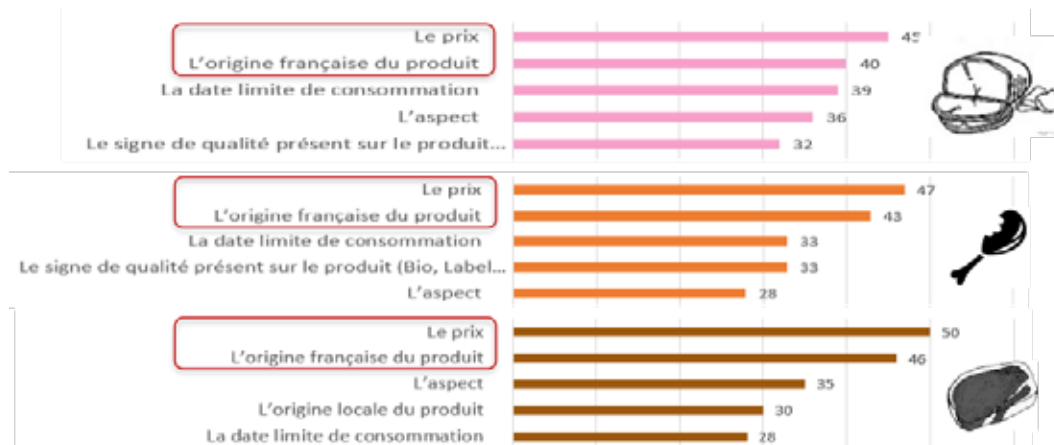 Le prix 45
L'origine française du produit 40
La date limite de consommation 39
L'aspect 36
Le signe de qualité présent sur le produit... 32
Le prix 47
L'origine française du produit 43
La date limite de consommation 33
Le signe de qualité présent sur le produit (Bio, Label... 33
L'aspect 28
Le prix 50
L'origine française du produit 46
L'aspect 35
L'origine locale du produit 30
La date limite de consommation 28